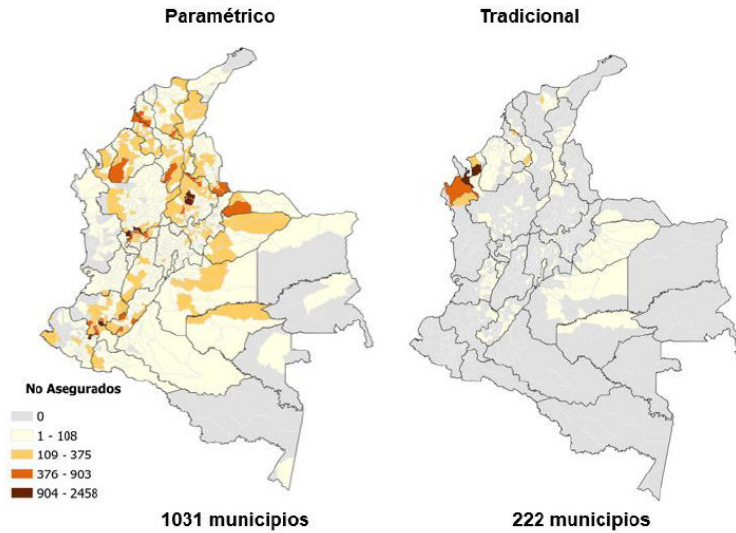 Paramétrico
Tradicional
No Asegurados
0
1 - 108
109 - 375
376 - 903
904 - 2458
1031 municipios
222 municipios